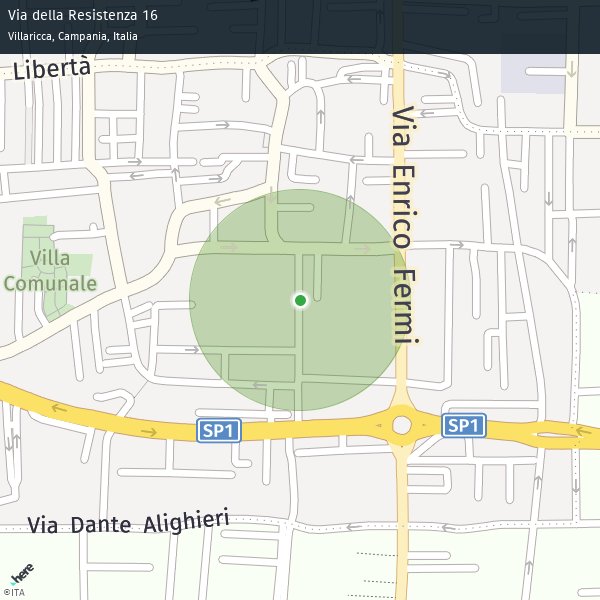 Via della Resistenza 16
Villaricca, Campania, Italia
Libertà
Via Enrico Fermi
Villa
Comunale
SP1
SP1
Via Dante Alighieri
here
©ITA